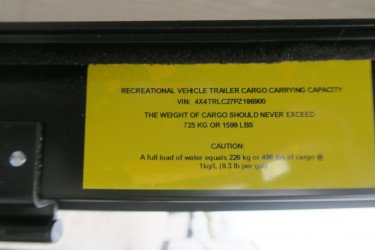 RECREATIONAL VEHICLE TRAILER CARGO CARRYING CAPACITY
VIN: 4X4TRLC27PZ186900
THE WEIGHT OF CARGO SHOULD NEVER EXCEED
725 KG OR 1599 LBS
CAUTION:
A full load of water equals 226 kg or 498 lbs of cargo @
1kg/L (8.3 lb per gal)